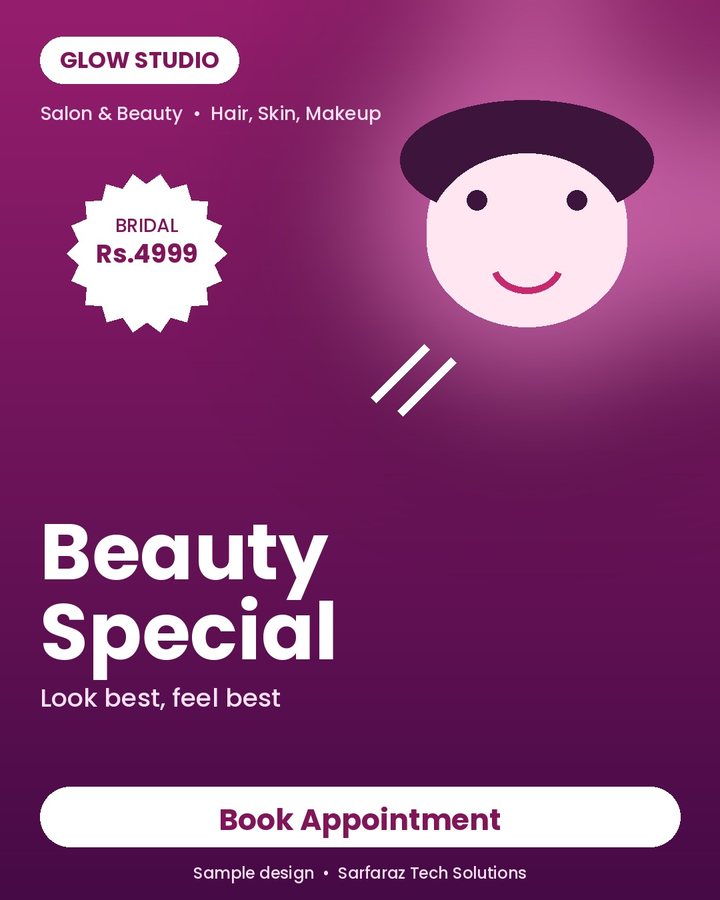 GLOW STUDIO
Salon & Beauty • Hair, Skin, Makeup
BRIDAL
Rs.4999
Beauty
Special
Look best, feel best
Book Appointment
Sample design • Sarfaraz Tech Solutions